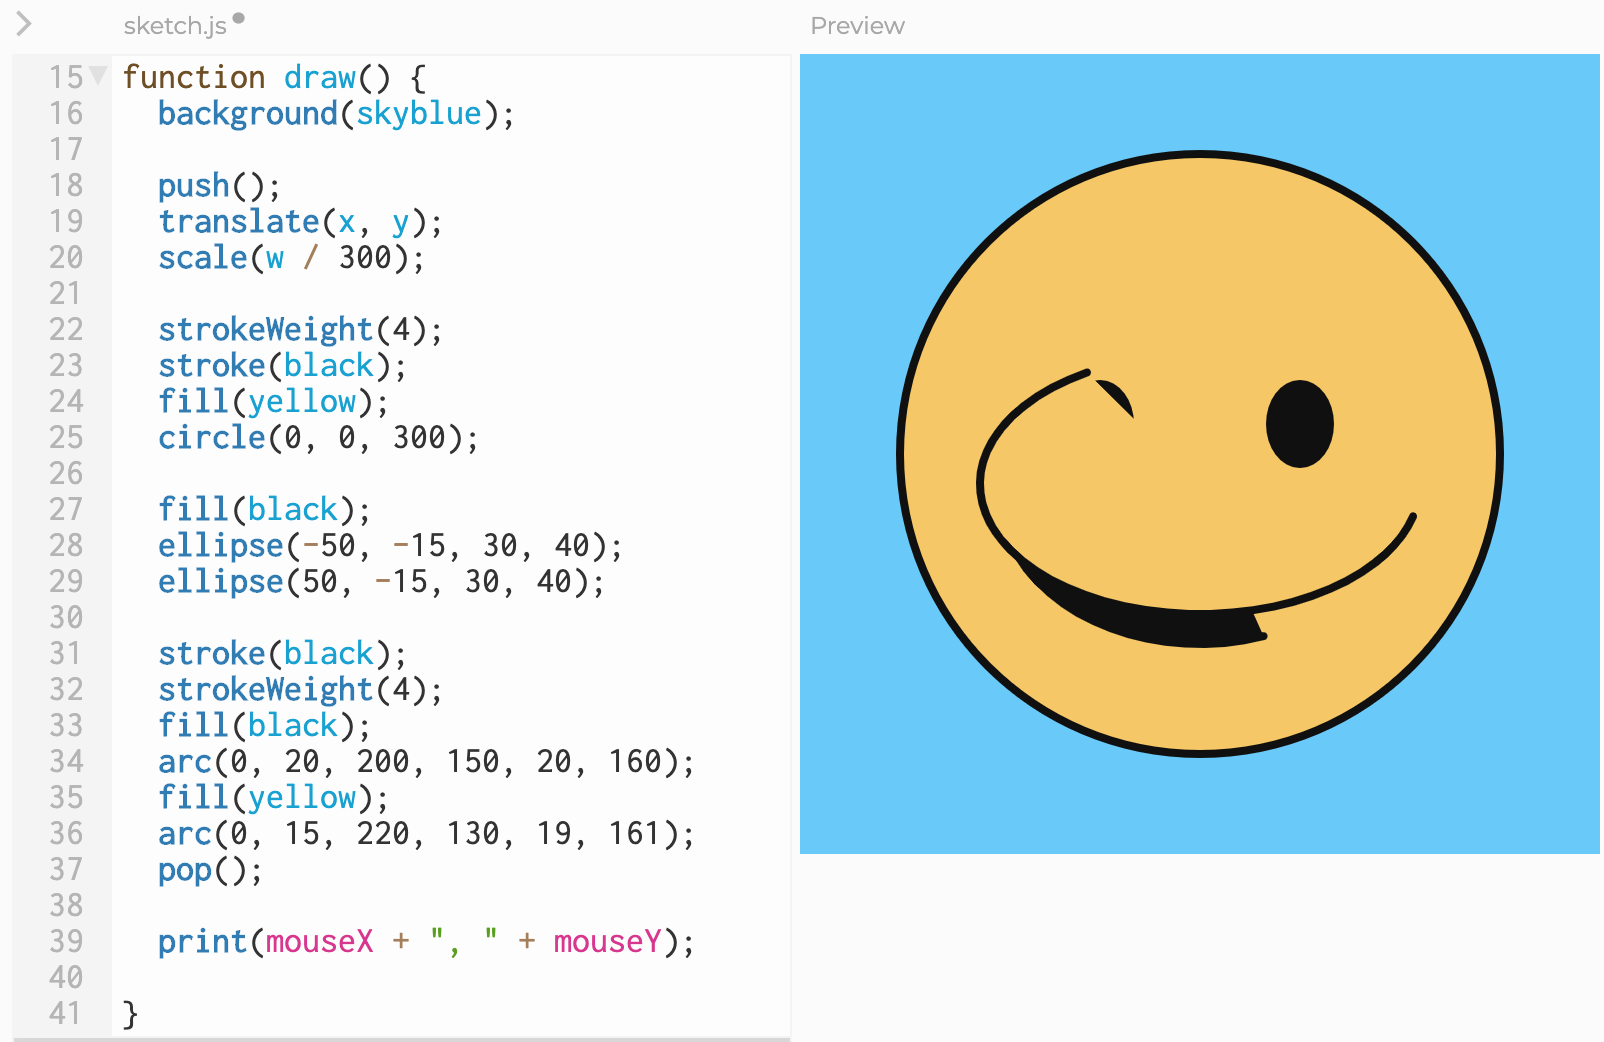 sketch.js
Preview
15 function draw() {
16 background(skyblue);
17
18 push();
19 translate(x, y);
20 scale(w / 300);
21
22 strokeWeight(4);
23 stroke(black);
24 fill(yellow);
25 circle(0, 0, 300);
26
27 fill(black);
28 ellipse(-50, -15, 30, 40);
29 ellipse(50, -15, 30, 40);
30
31 stroke(black);
32 strokeWeight(4);
33 fill(black);
34 arc(0, 20, 200, 150, 20, 160);
35 fill(yellow);
36 arc(0, 15, 220, 130, 19, 161);
37 pop();
38
39 print(mouseX + ", " + mouseY);
40
41 }